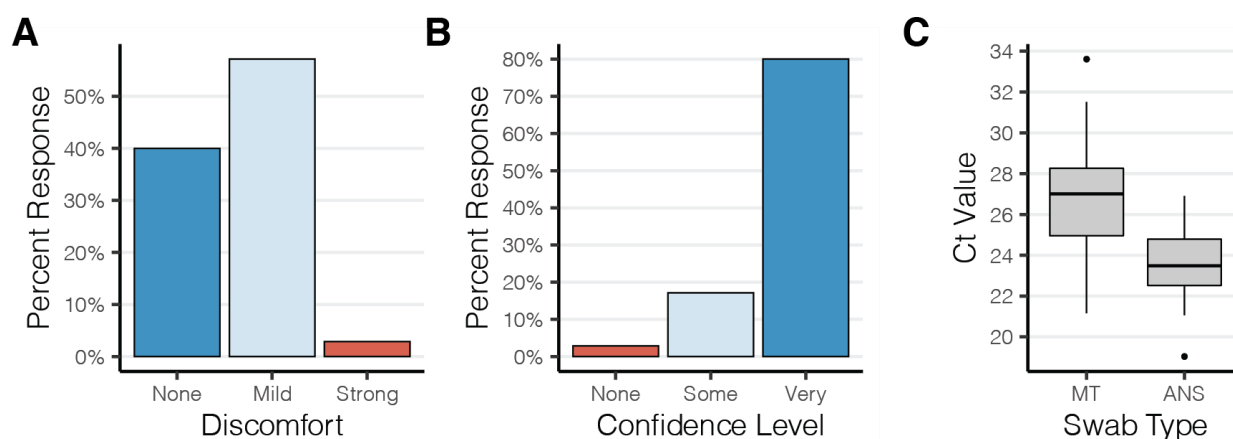 A
Percent Response
50%
40%
30%
20%
10%
0%
None Mild Strong
Discomfort
B
Percent Response
80%
70%
60%
50%
40%
30%
20%
10%
0%
None Some Very
Confidence Level
C
Ct Value
34
32
30
28
26
24
22
20
MT ANS
Swab Type